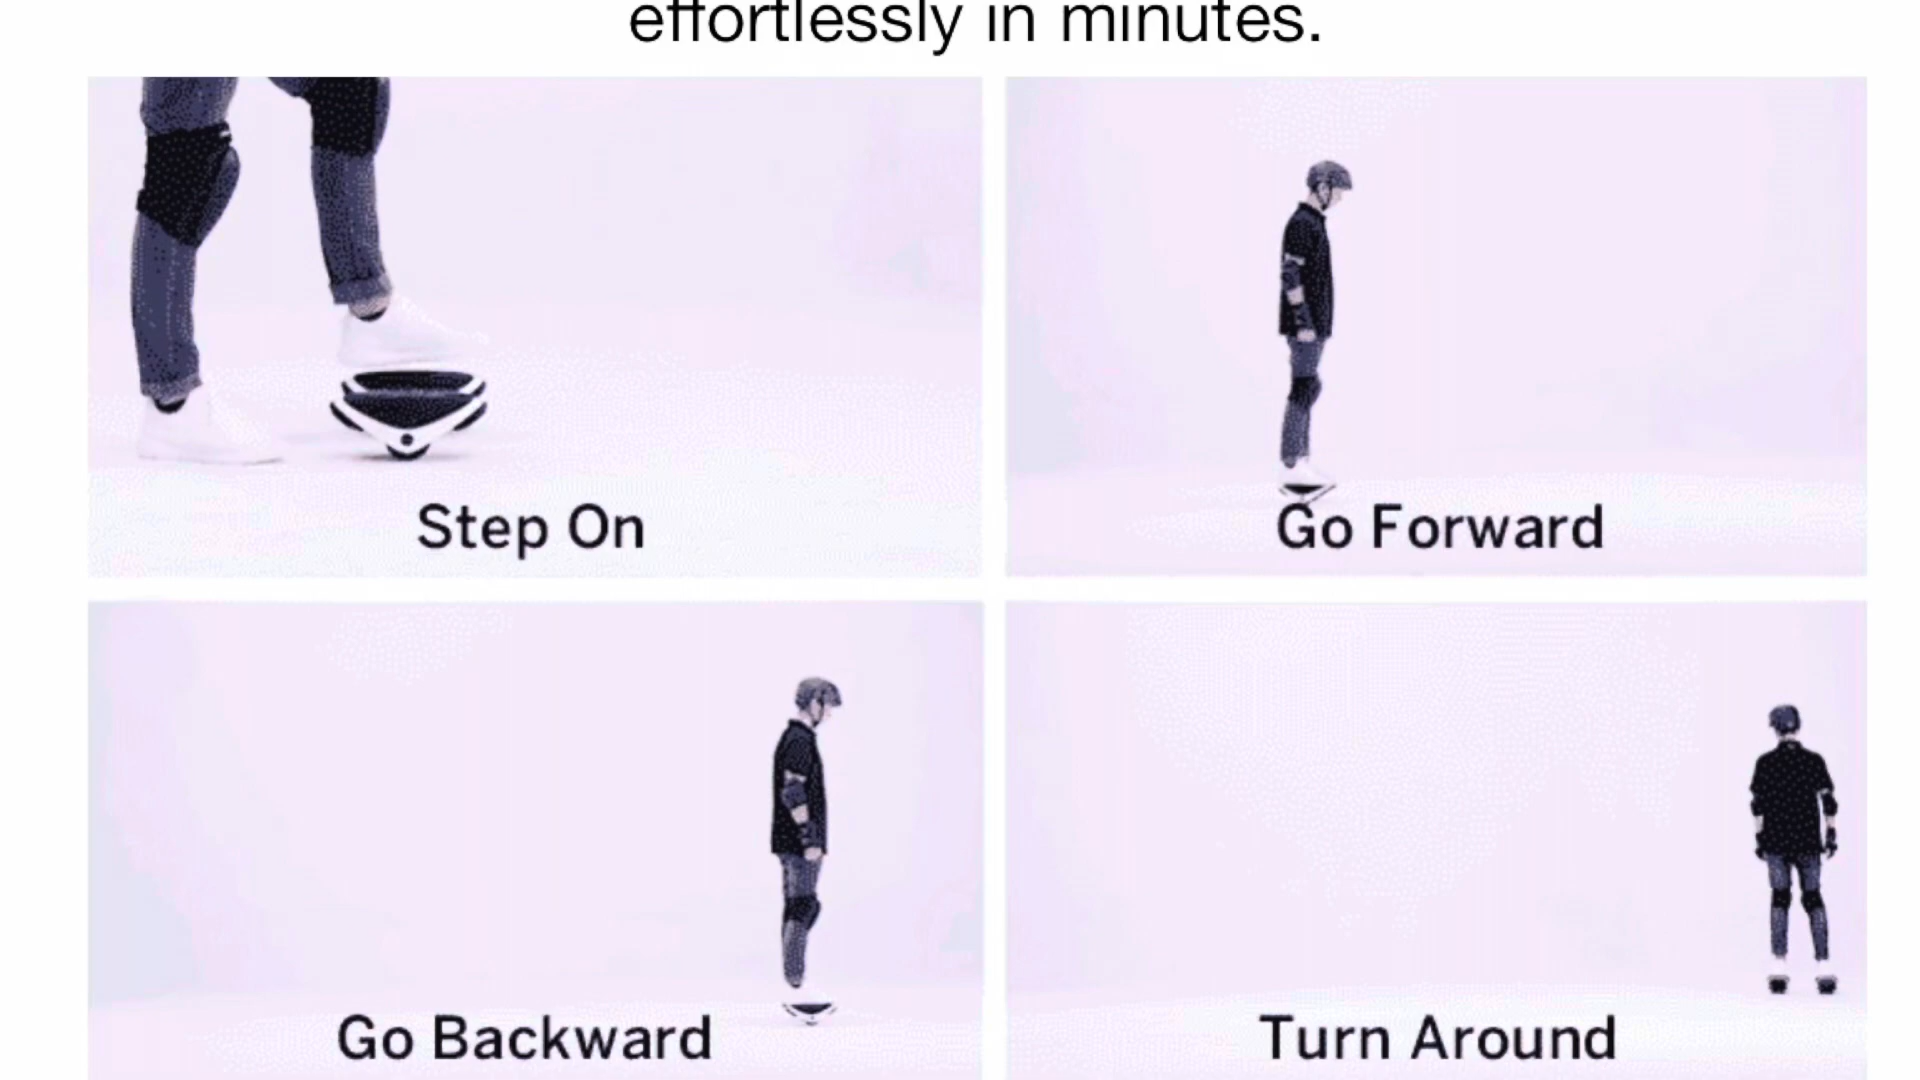 effortlessly in minutes.
Step On
Go Forward
Go Backward
Turn Around